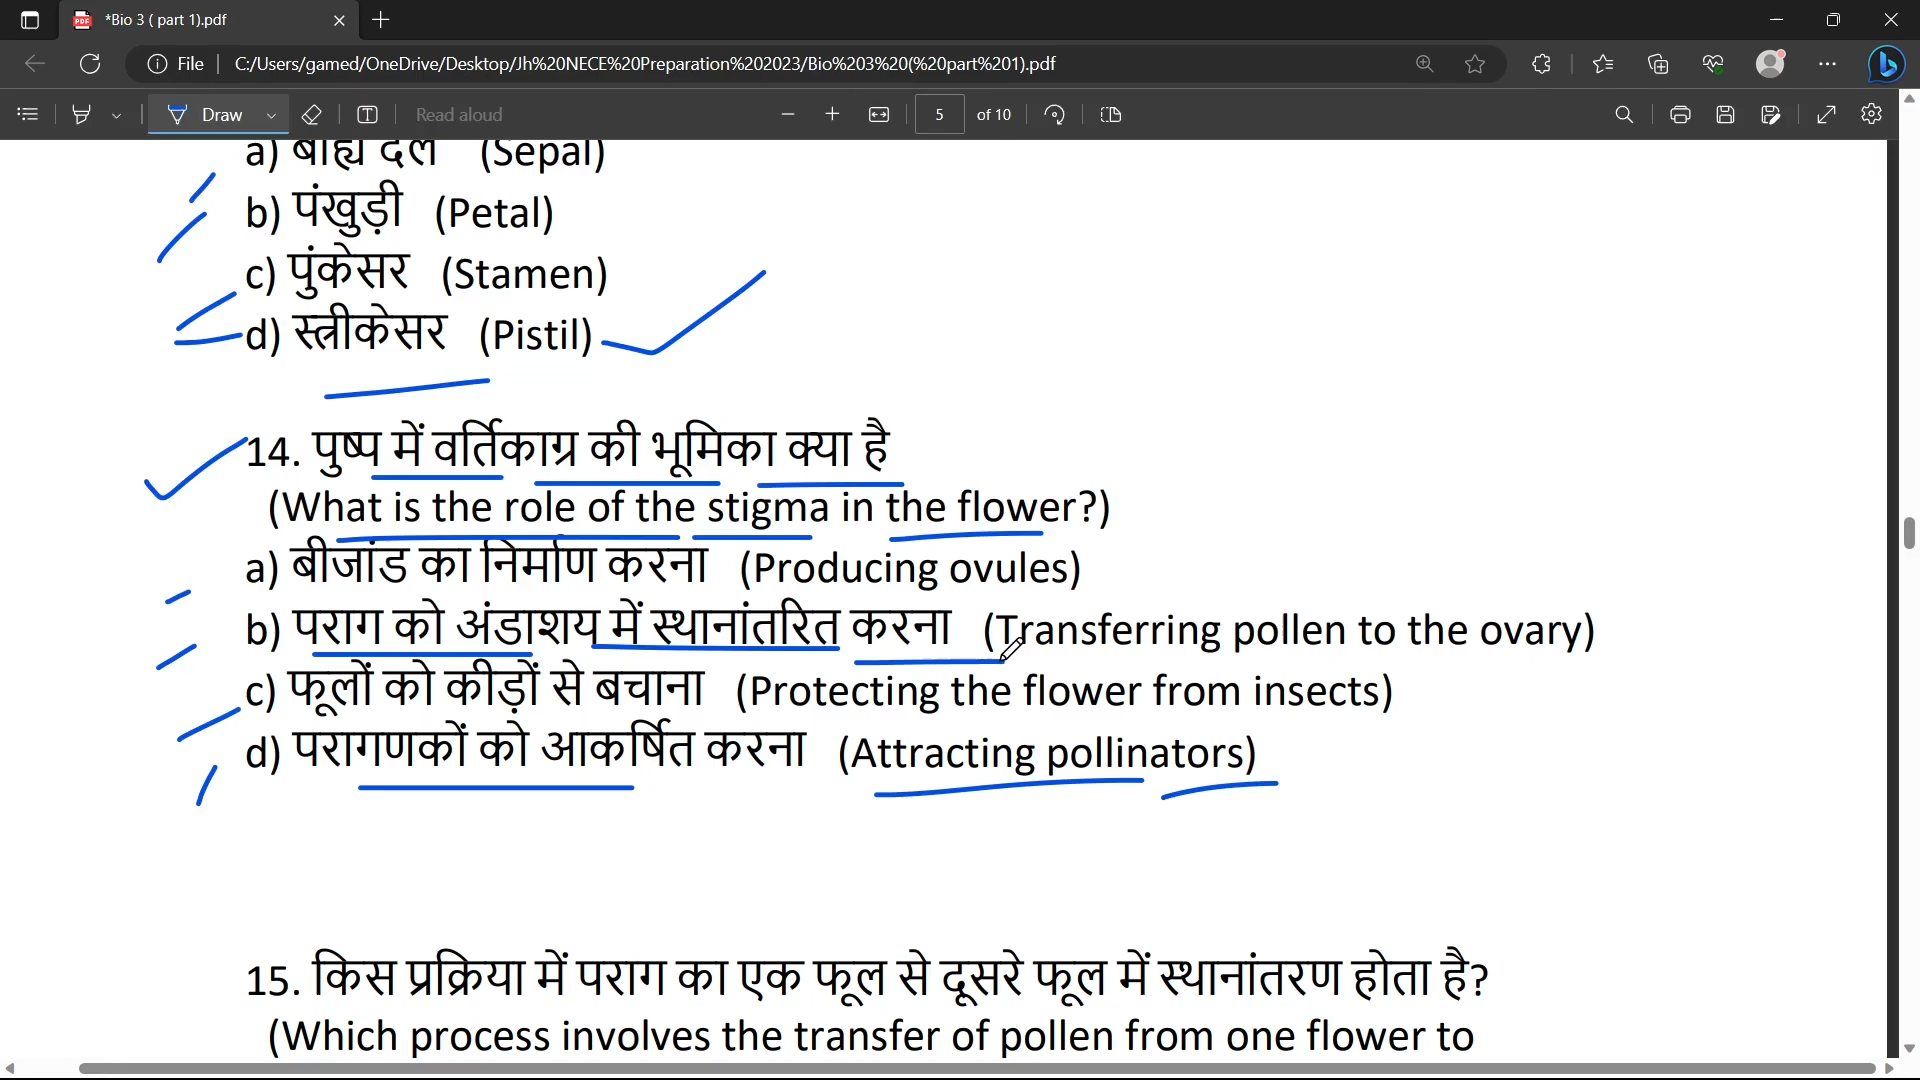 *Bio 3 ( part 1).pdf
File
C:/Users/gamed/OneDrive/Desktop/Jh%20NECE%20Preparation%202023/Bio%203%20(%20part%201).pdf
Draw
Read aloud
5 of 10
a) बाह्य दल (Sepal)
b) पंखुड़ी (Petal)
c) पुंकेसर (Stamen)
d) स्त्रीकेसर (Pistil)
14. पुष्प में वर्तिकाग्र की भूमिका क्या है
(What is the role of the stigma in the flower?)
a) बीजांड का निर्माण करना (Producing ovules)
b) पराग को अंडाशय में स्थानांतरित करना (Transferring pollen to the ovary)
c) फूलों को कीड़ों से बचाना (Protecting the flower from insects)
d) परागणकों को आकर्षित करना (Attracting pollinators)
15. किस प्रक्रिया में पराग का एक फूल से दूसरे फूल में स्थानांतरण होता है?
(Which process involves the transfer of pollen from one flower to